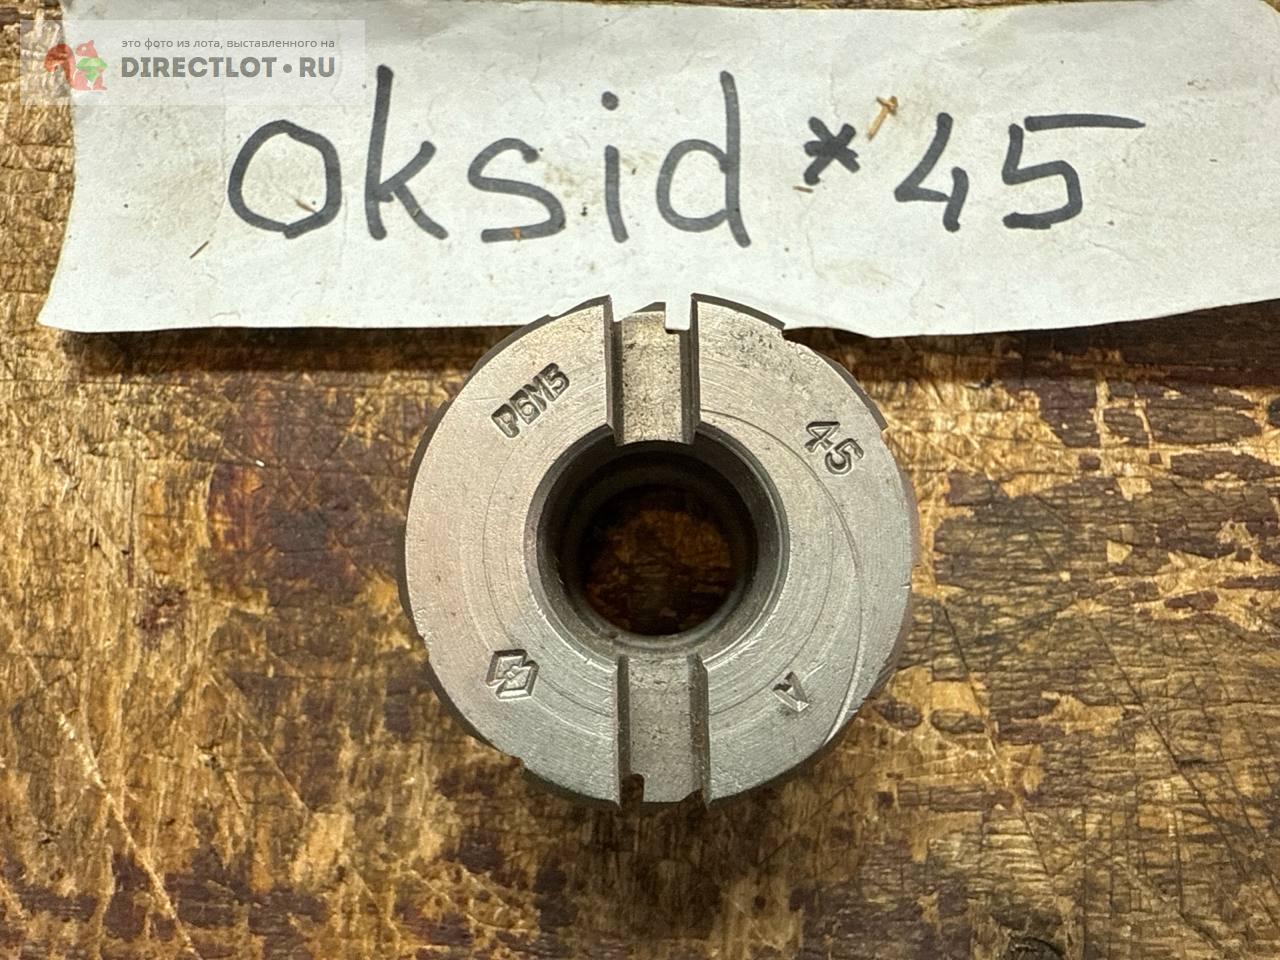 это фото из лота, выставленного на
DIRECTLOT•RU
oksid*45
Р6М5
45
А